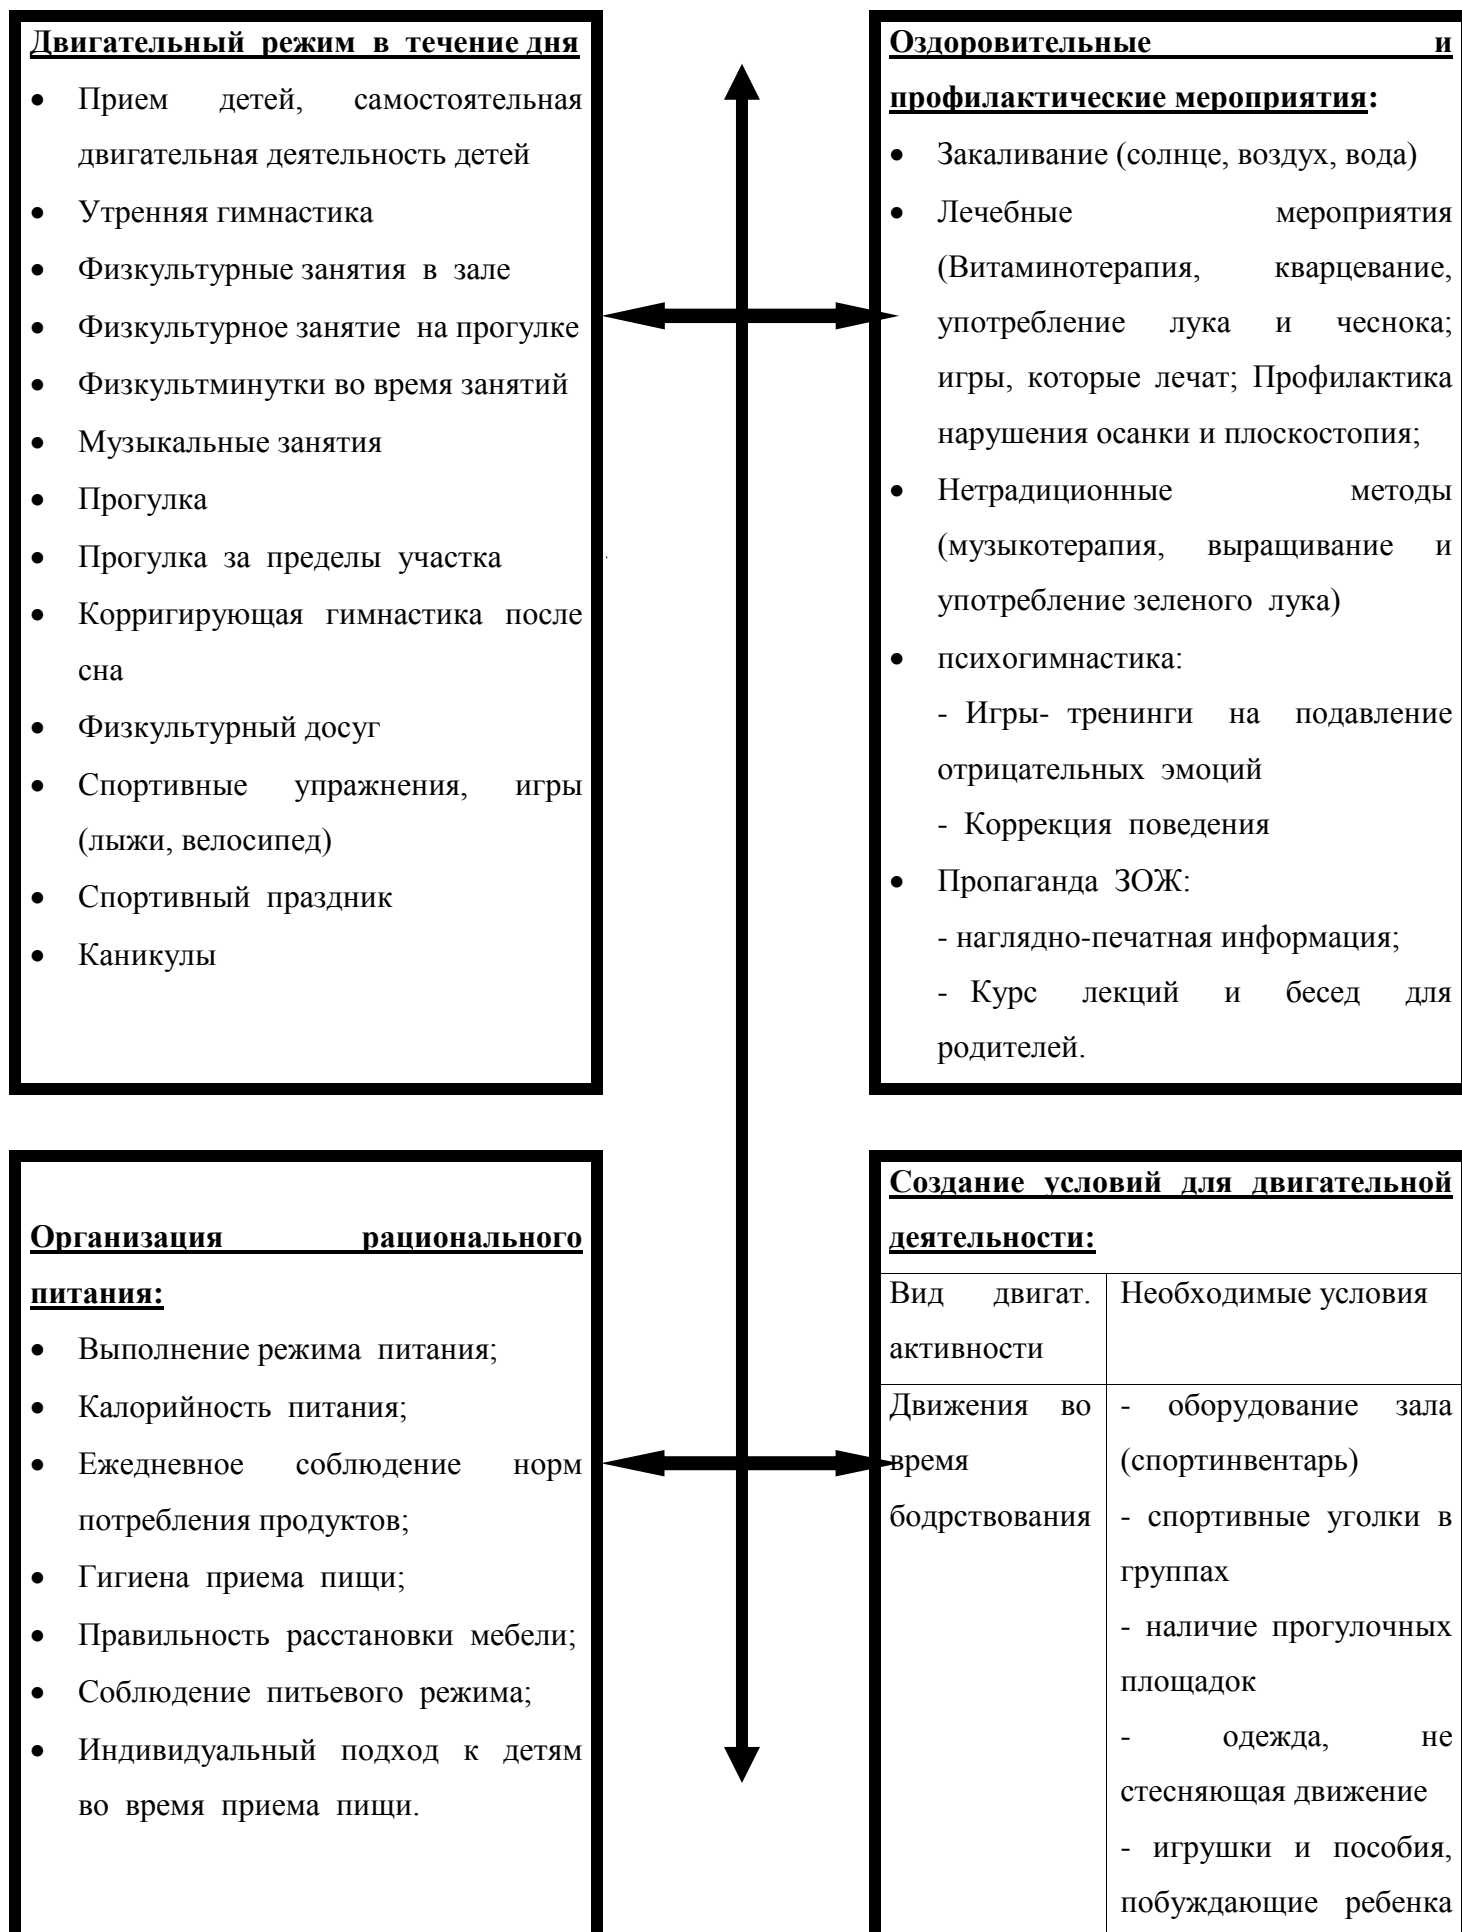 Двигательный режим в течение дня
• Прием детей, самостоятельная
двигательная деятельность детей
• Утренняя гимнастика
• Физкультурные занятия в зале
• Физкультурное занятие на прогулке
• Физкультминутки во время занятий
• Музыкальные занятия
• Прогулка
• Прогулка за пределы участка
• Корригирующая гимнастика после
сна
• Физкультурный досуг
• Спортивные упражнения, игры
(лыжи, велосипед)
• Спортивный праздник
• Каникулы
Оздоровительные и
профилактические мероприятия:
• Закаливание (солнце, воздух, вода)
• Лечебные мероприятия
(Витаминотерапия, кварцевание,
употребление лука и чеснока;
игры, которые лечат; Профилактика
нарушения осанки и плоскостопия;
• Нетрадиционные методы
(музыкотерапия, выращивание и
употребление зеленого лука)
• психогимнастика:
- Игры- тренинги на подавление
отрицательных эмоций
- Коррекция поведения
• Пропаганда ЗОЖ:
- наглядно-печатная информация;
- Курс лекций и бесед для
родителей.
Организация рационального
питания:
• Выполнение режима питания;
• Калорийность питания;
• Ежедневное соблюдение норм
потребления продуктов;
• Гигиена приема пищи;
• Правильность расстановки мебели;
• Соблюдение питьевого режима;
• Индивидуальный подход к детям
во время приема пищи.
Создание условий для двигательной
деятельности:
Вид двигат.
активности
Необходимые условия
Движения во
время
бодрствования
- оборудование зала
(спортинвентарь)
- спортивные уголки в
группах
- наличие прогулочных
площадок
- одежда, не
стесняющая движение
- игрушки и пособия,
побуждающие ребенка